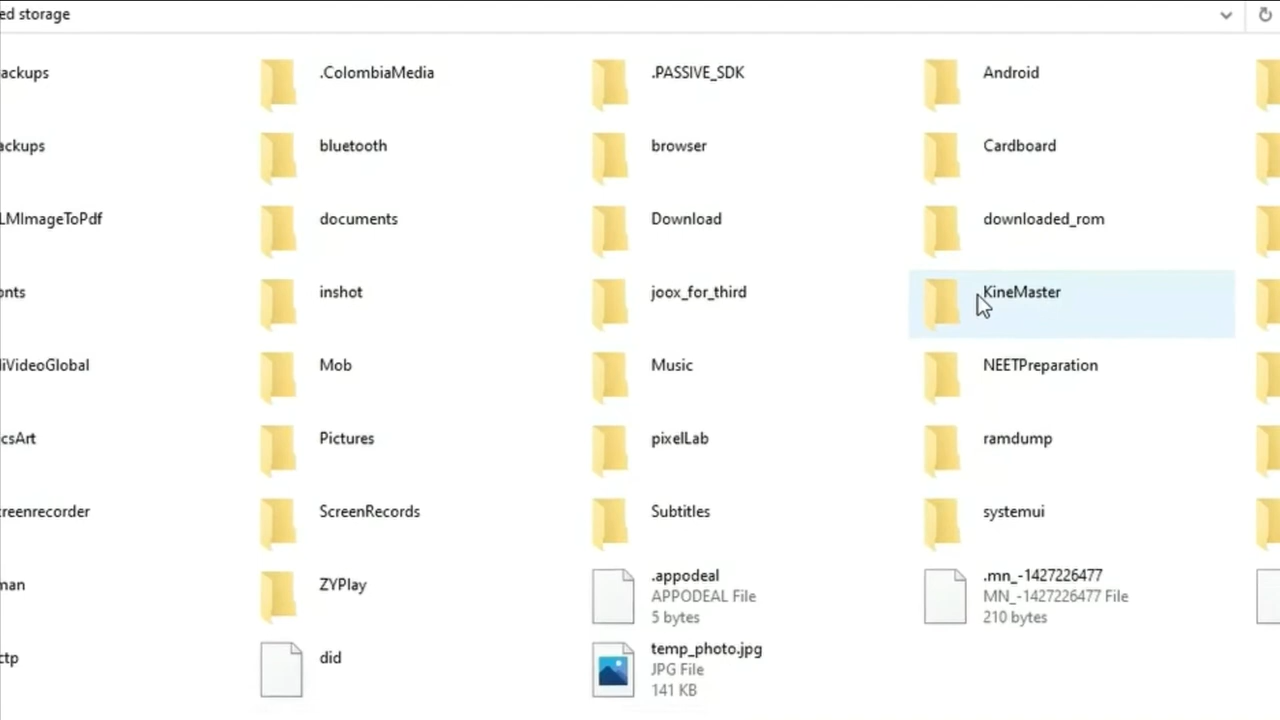 ed storage
ackups
.ColombiaMedia
.PASSIVE_SDK
Android
ackups
bluetooth
browser
Cardboard
LMImageToPdf
documents
Download
downloaded_rom
onts
inshot
joox_for_third
KineMaster
iVideoGlobal
Mob
Music
NEETPreparation
csArt
Pictures
pixelLab
ramdump
creenrecorder
ScreenRecords
Subtitles
systemui
man
ZYPlay
.appodeal
APPODEAL File
5 bytes
.mn_-1427226477
MN_-1427226477 File
210 bytes
ctp
did
temp_photo.jpg
JPG File
141 KB